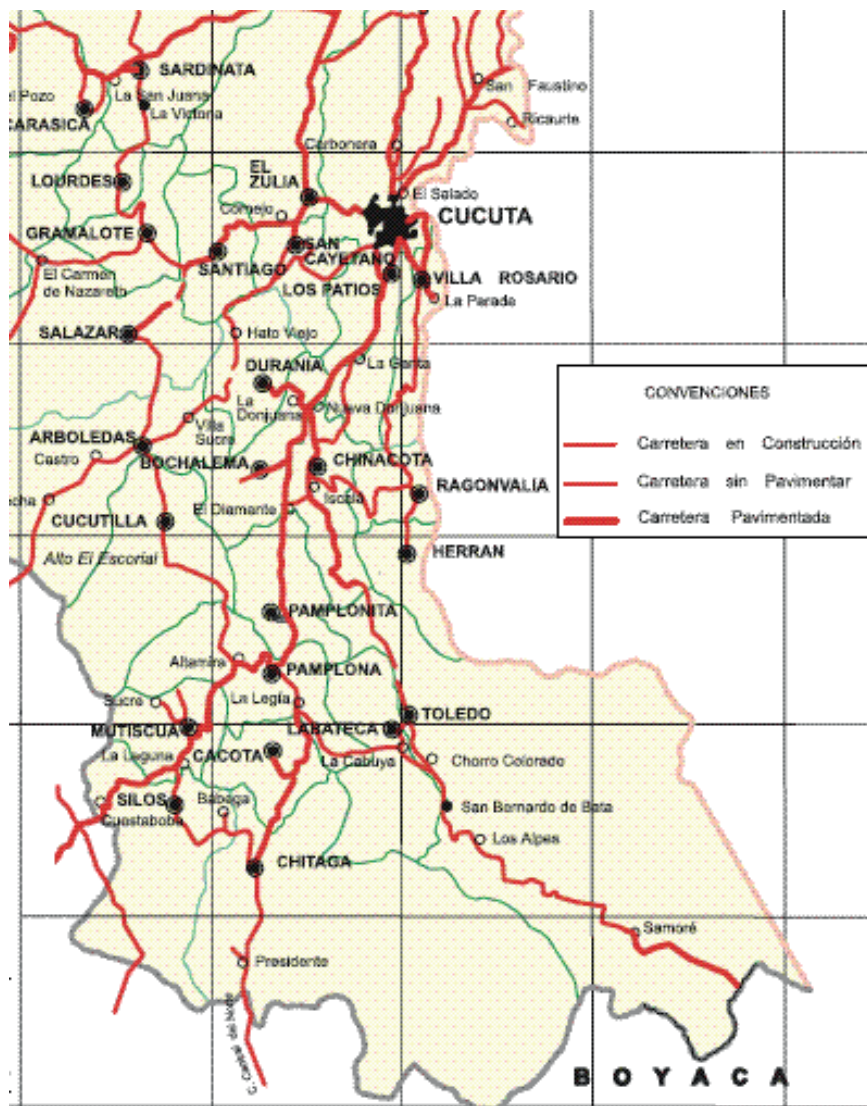 SARDINATA
San
Faustino
el Pozo
La San Juana
La Victoria
CARASICA
Ricaurte
Carbonera
LOURDES
EL
ZULIA
El Salado
Cornejo
CUCUTA
GRAMALOTE
SAN
CAYETANO
SANTIAGO
El Carmen
de Nazareth
LOS PATIOS
VILLA ROSARIO
La Parada
SALAZAR
Hato Viejo
La Garita
DURANIA
La
Donjuana
Nueva Donjuana
CONVENCIONES
Carretera en Construcción
Carretera sin Pavimentar
Carretera Pavimentada
Villa
Sucre
ARBOLEDAS
Castro
BOCHALEMA
CHINACOTA
Iscala
RAGONVALIA
El Diamante
CUCUTILLA
HERRAN
Alto El Escorial
PAMPLONITA
Altamira
PAMPLONA
Sucre
La Legía
TOLEDO
MUTISCUA
LABATECA
La Laguna
CACOTA
La Cabuya
Chorro Colorado
SILOS
Babega
San Bernardo de Bata
Cuestaboba
Los Alpes
CHITAGA
Samoré
Presidente
BOYACA